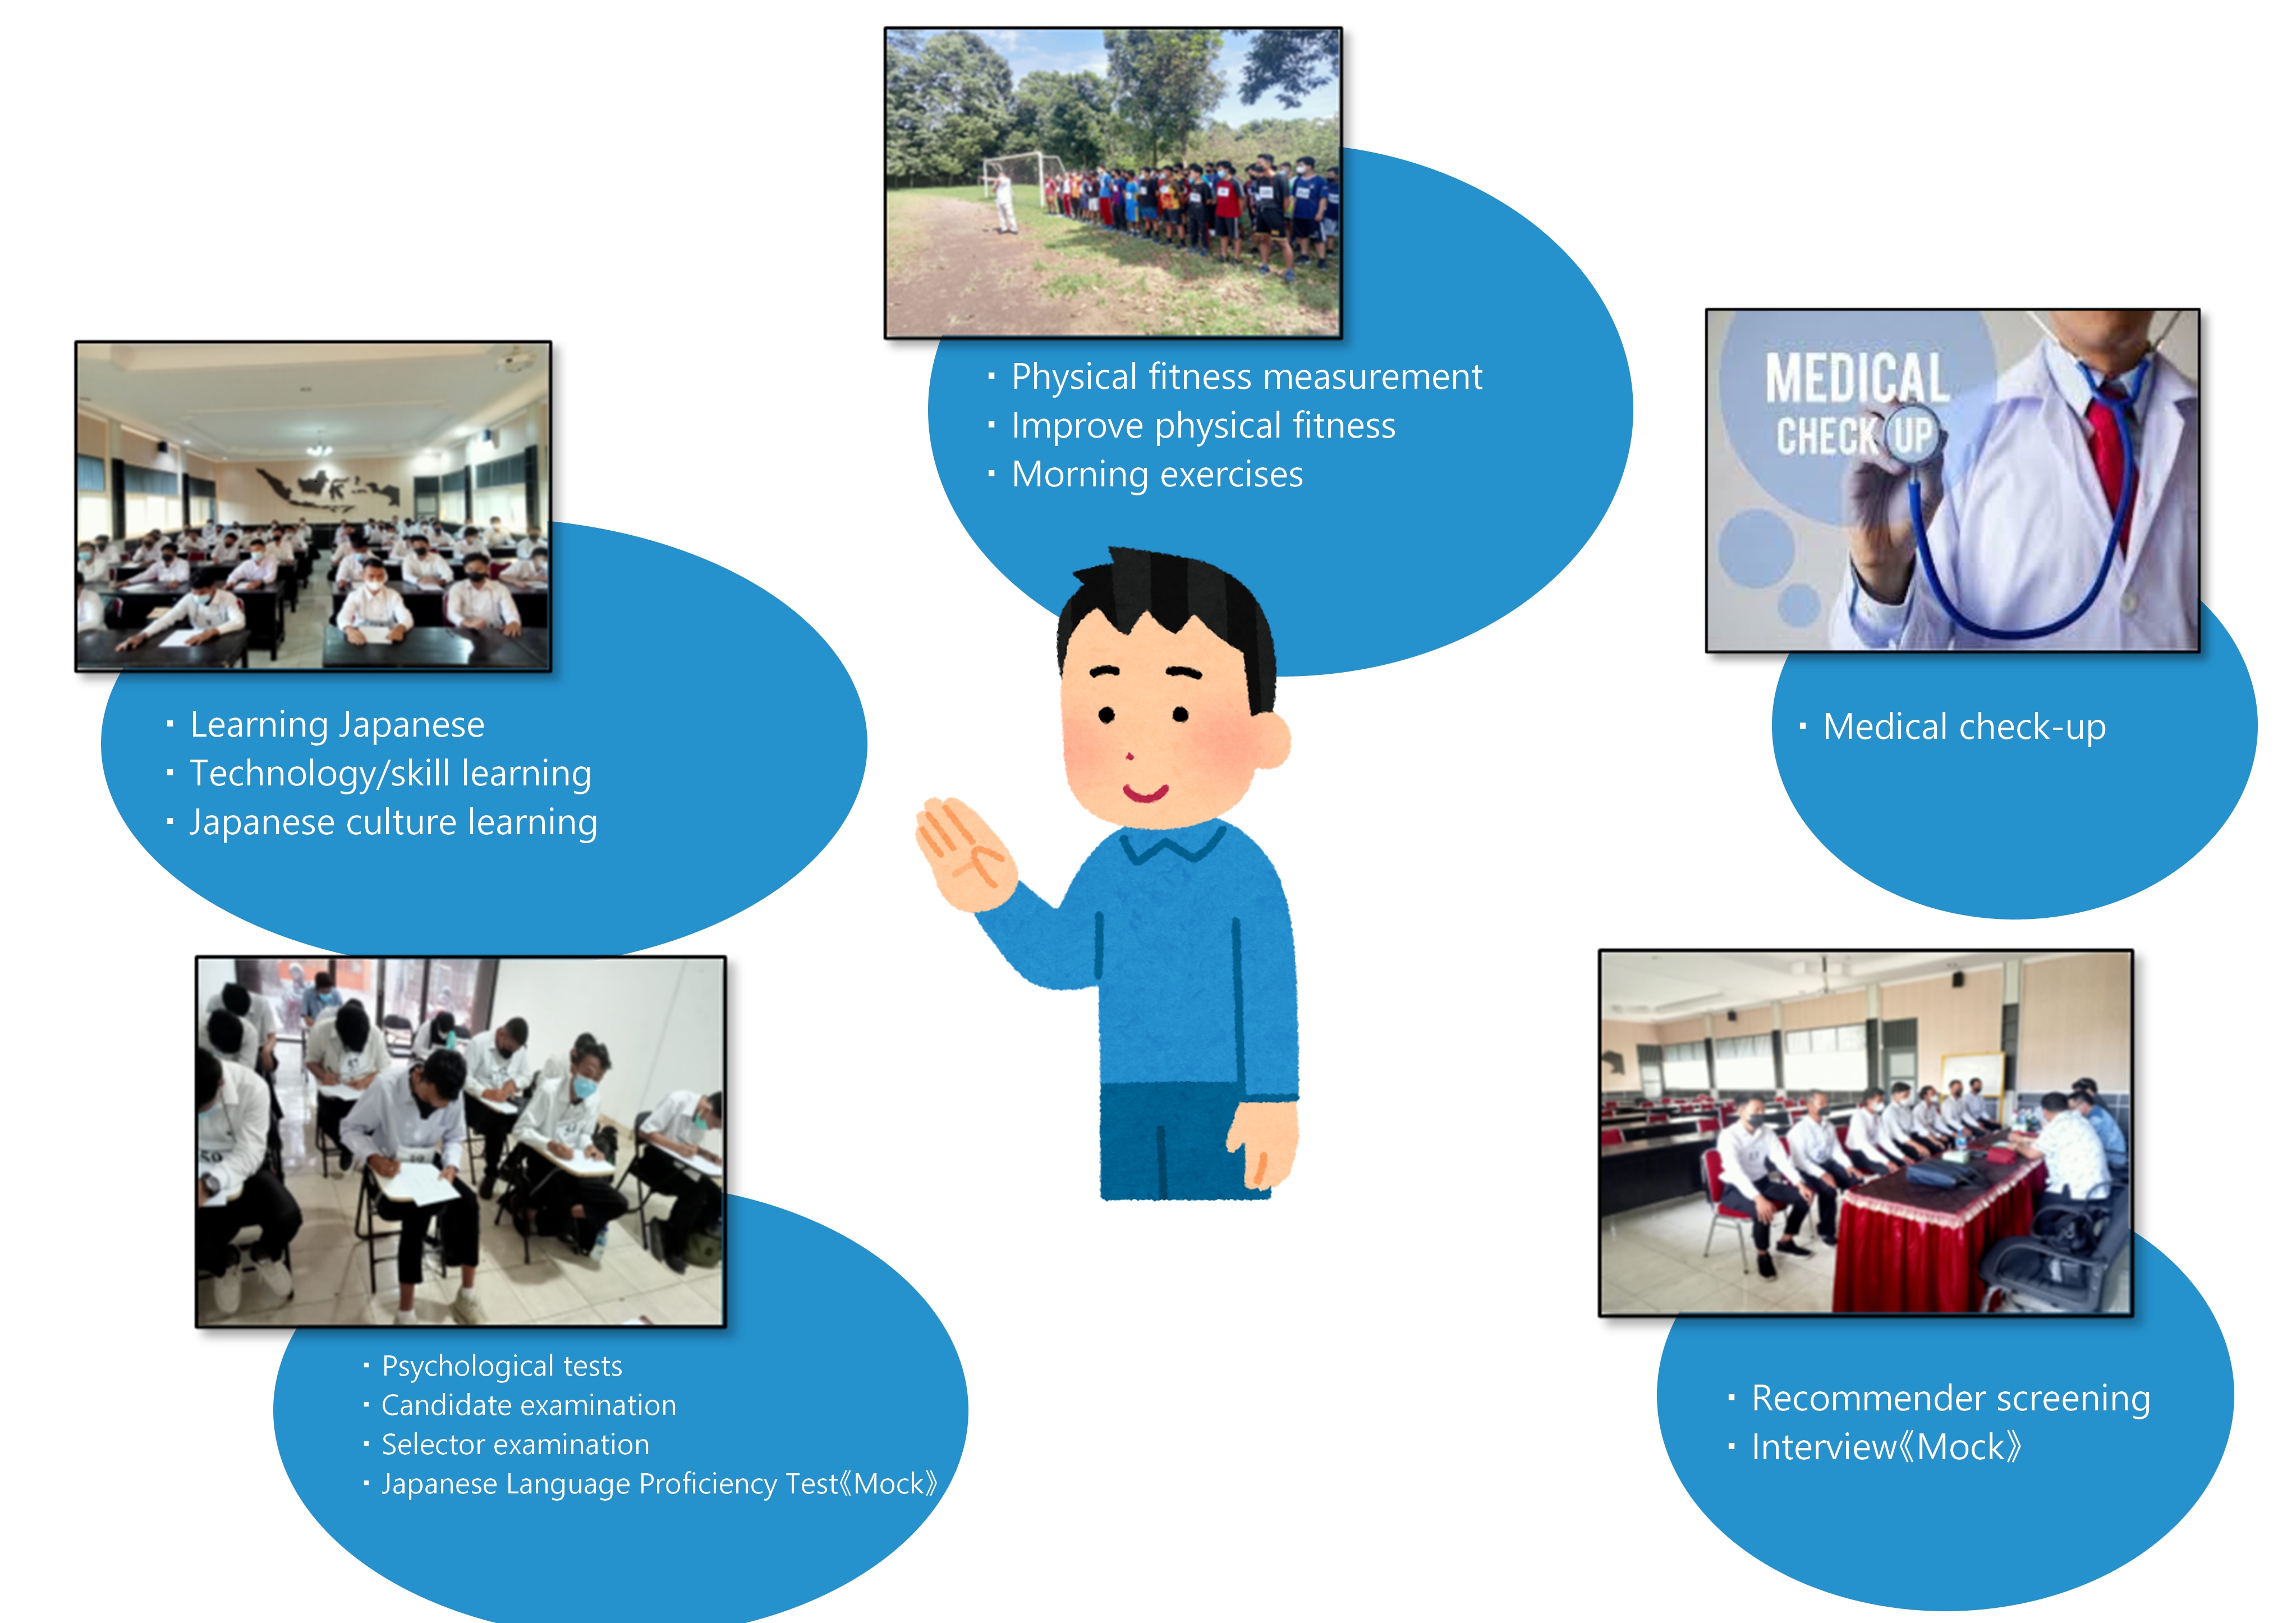 ・Physical fitness measurement
・Improve physical fitness
・Morning exercises
MEDICAL
CHECK UP
・Medical check-up
・Learning Japanese
・Technology/skill learning
・Japanese culture learning
・Psychological tests
・Candidate examination
・Selector examination
・Japanese Language Proficiency Test《Mock》
・Recommender screening
・Interview《Mock》